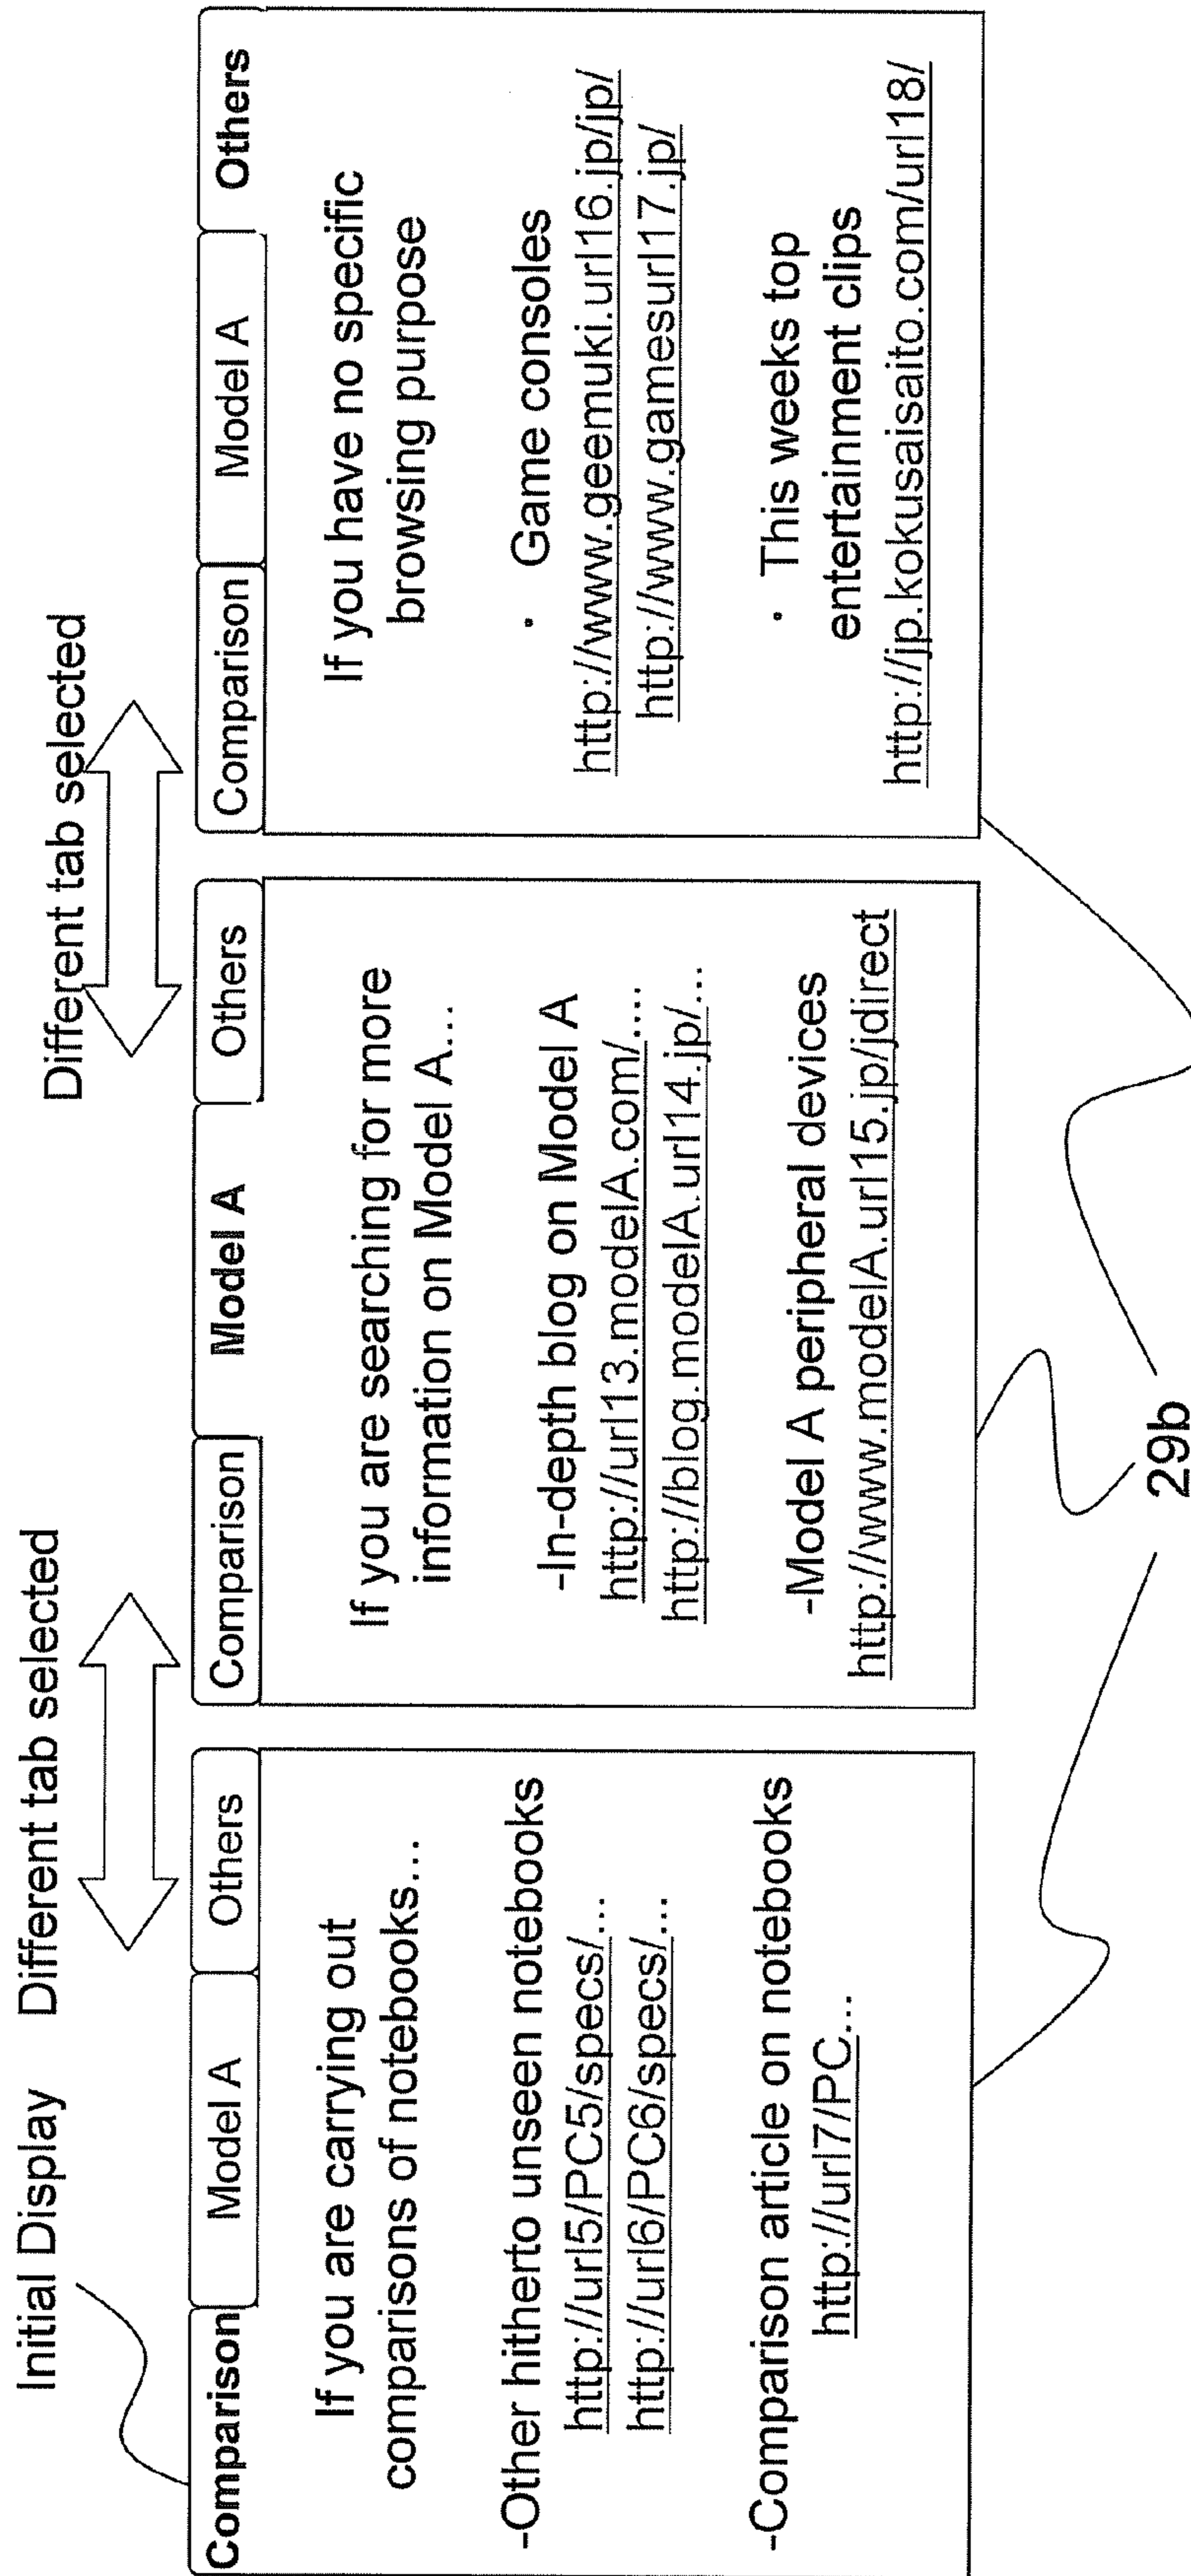 Initial Display
Different tab selected
Different tab selected
Comparison
Model A
Others
If you are carrying out
comparisons of notebooks...
-Other hitherto unseen notebooks
http://url5/PC5/specs/...
http://url6/PC6/specs/...
-Comparison article on notebooks
http://url7/PC...
Comparison
Model A
Others
If you are searching for more
information on Model A...
-In-depth blog on Model A
http://url13.modelA.com/....
http://blog.modelA.url14.jp/...
-Model A peripheral devices
http://www.modelA.url15.jp/jdirect
Comparison
Model A
Others
If you have no specific
browsing purpose
· Game consoles
http://www.geemuki.url16.jp/jp/
http://www.gamesurl17.jp/
· This weeks top
entertainment clips
http://jp.kokusaisaito.com/url18/
29b